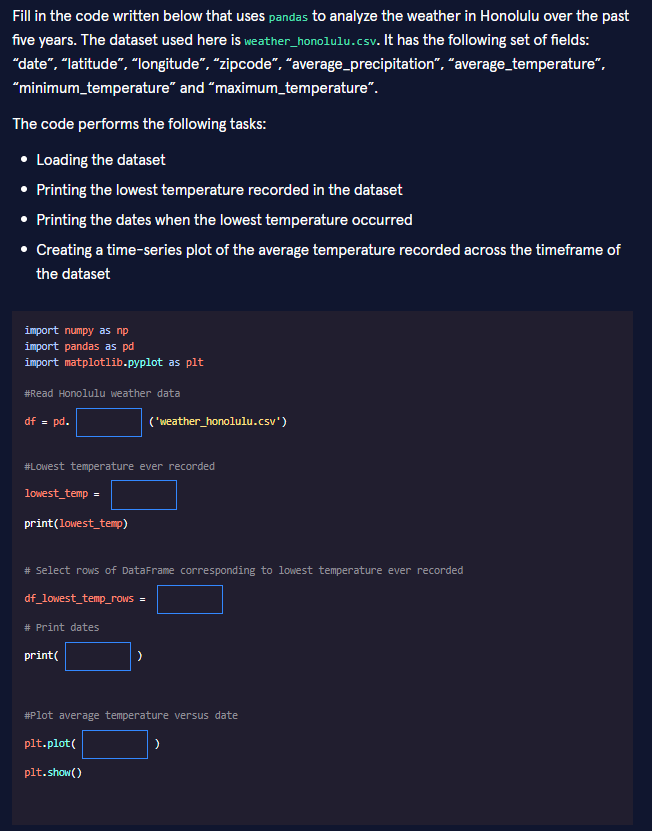 Fill in the code written below that uses pandas to analyze the weather in Honolulu over the past
five years. The dataset used here is weather_honolulu.csv. It has the following set of fields:
“date”, “latitude”, “longitude”, “zipcode”, “average_precipitation”, “average_temperature”,
“minimum_temperature” and “maximum_temperature”.
The code performs the following tasks:
• Loading the dataset
• Printing the lowest temperature recorded in the dataset
• Printing the dates when the lowest temperature occurred
• Creating a time-series plot of the average temperature recorded across the timeframe of
the dataset
import numpy as np
import pandas as pd
import matplotlib.pyplot as plt
#Read Honolulu weather data
df = pd. ('weather_honolulu.csv')
#Lowest temperature ever recorded
lowest_temp =
print(lowest_temp)
# Select rows of DataFrame corresponding to lowest temperature ever recorded
df_lowest_temp_rows =
# Print dates
print( )
#Plot average temperature versus date
plt.plot( )
plt.show()